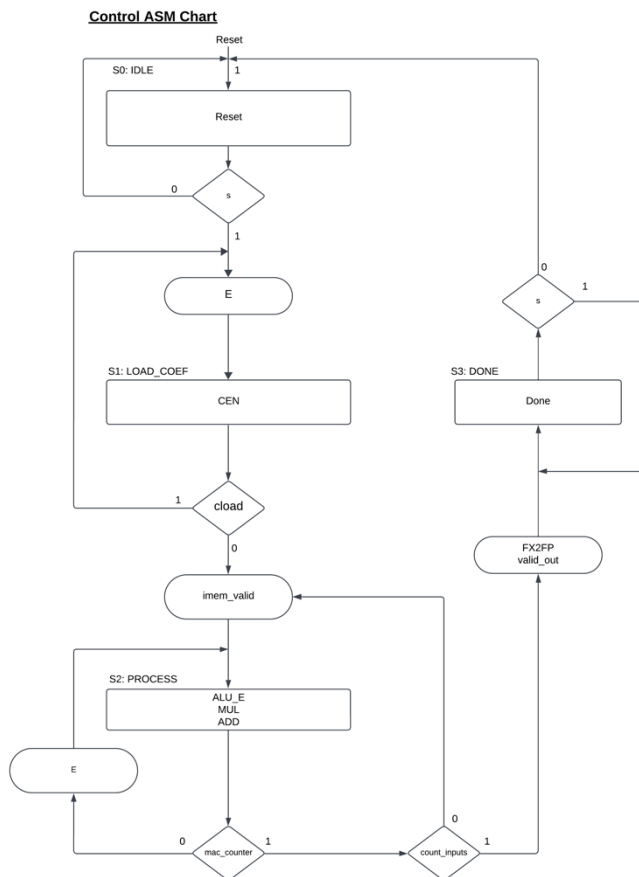 Control ASM Chart
Reset
1
S0: IDLE
Reset
0
s
1
E
S1: LOAD_COEF
CEN
1
cload
0
imem_valid
S2: PROCESS
ALU_E
MUL
ADD
E
0
mac_counter
1
count_inputs
0
1
FX2FP
valid_out
S3: DONE
Done
s
0
1